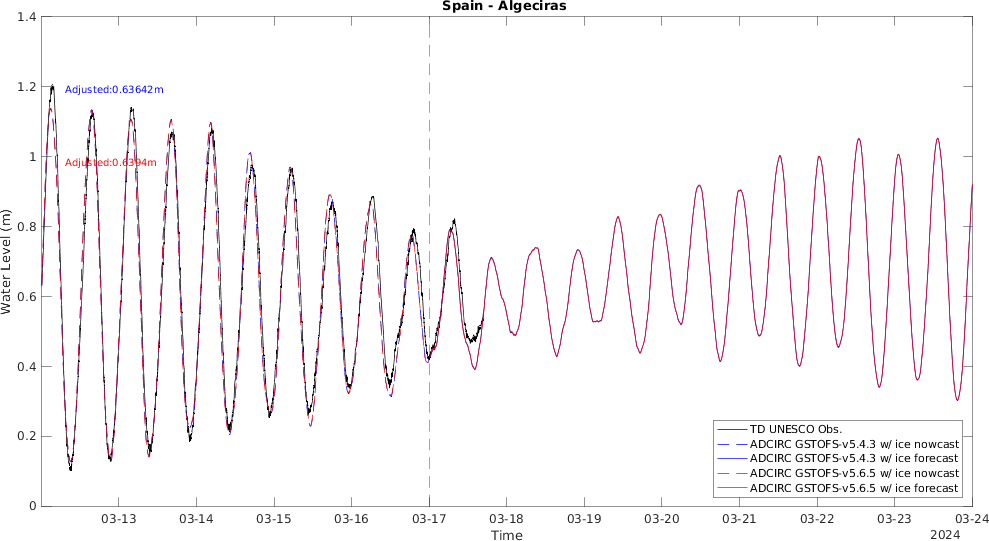 Spain - Algeciras
1.4
1.2
1
0.8
0.6
0.4
0.2
0
Water Level (m)
Adjusted:0.63642m
Adjusted:0.6394m
TD UNESCO Obs.
ADCIRC GSTOFS-v5.4.3 w/ ice nowcast
ADCIRC GSTOFS-v5.4.3 w/ ice forecast
ADCIRC GSTOFS-v5.6.5 w/ ice nowcast
ADCIRC GSTOFS-v5.6.5 w/ ice forecast
03-13 03-14 03-15 03-16 03-17 03-18 03-19 03-20 03-21 03-22 03-23 03-24
Time
2024